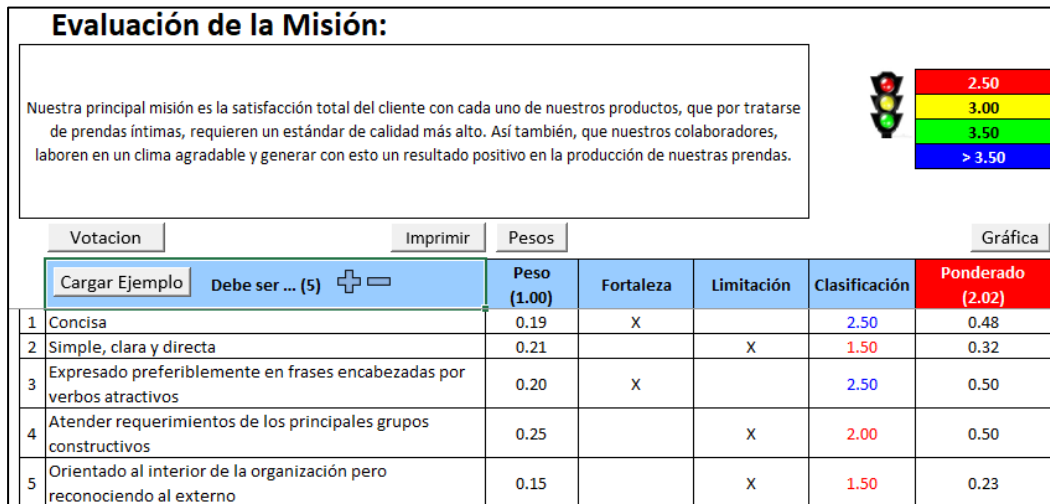 Evaluación de la Misión:
Nuestra principal misión es la satisfacción total del cliente con cada uno de nuestros productos, que por tratarse
de prendas íntimas, requieren un estándar de calidad más alto. Así también, que nuestros colaboradores,
laboren en un clima agradable y generar con esto un resultado positivo en la producción de nuestras prendas.
2.50
3.00
3.50
> 3.50
Votacion Imprimir Pesos Gráfica
Cargar Ejemplo Debe ser ... (5) Peso (1.00) Fortaleza Limitación Clasificación Ponderado (2.02)
1 Concisa 0.19 X 2.50 0.48
2 Simple, clara y directa 0.21 X 1.50 0.32
3 Expresado preferiblemente en frases encabezadas por
verbos atractivos 0.20 X 2.50 0.50
4 Atender requerimientos de los principales grupos
constructivos 0.25 X 2.00 0.50
5 Orientado al interior de la organización pero
reconociendo al externo 0.15 X 1.50 0.23